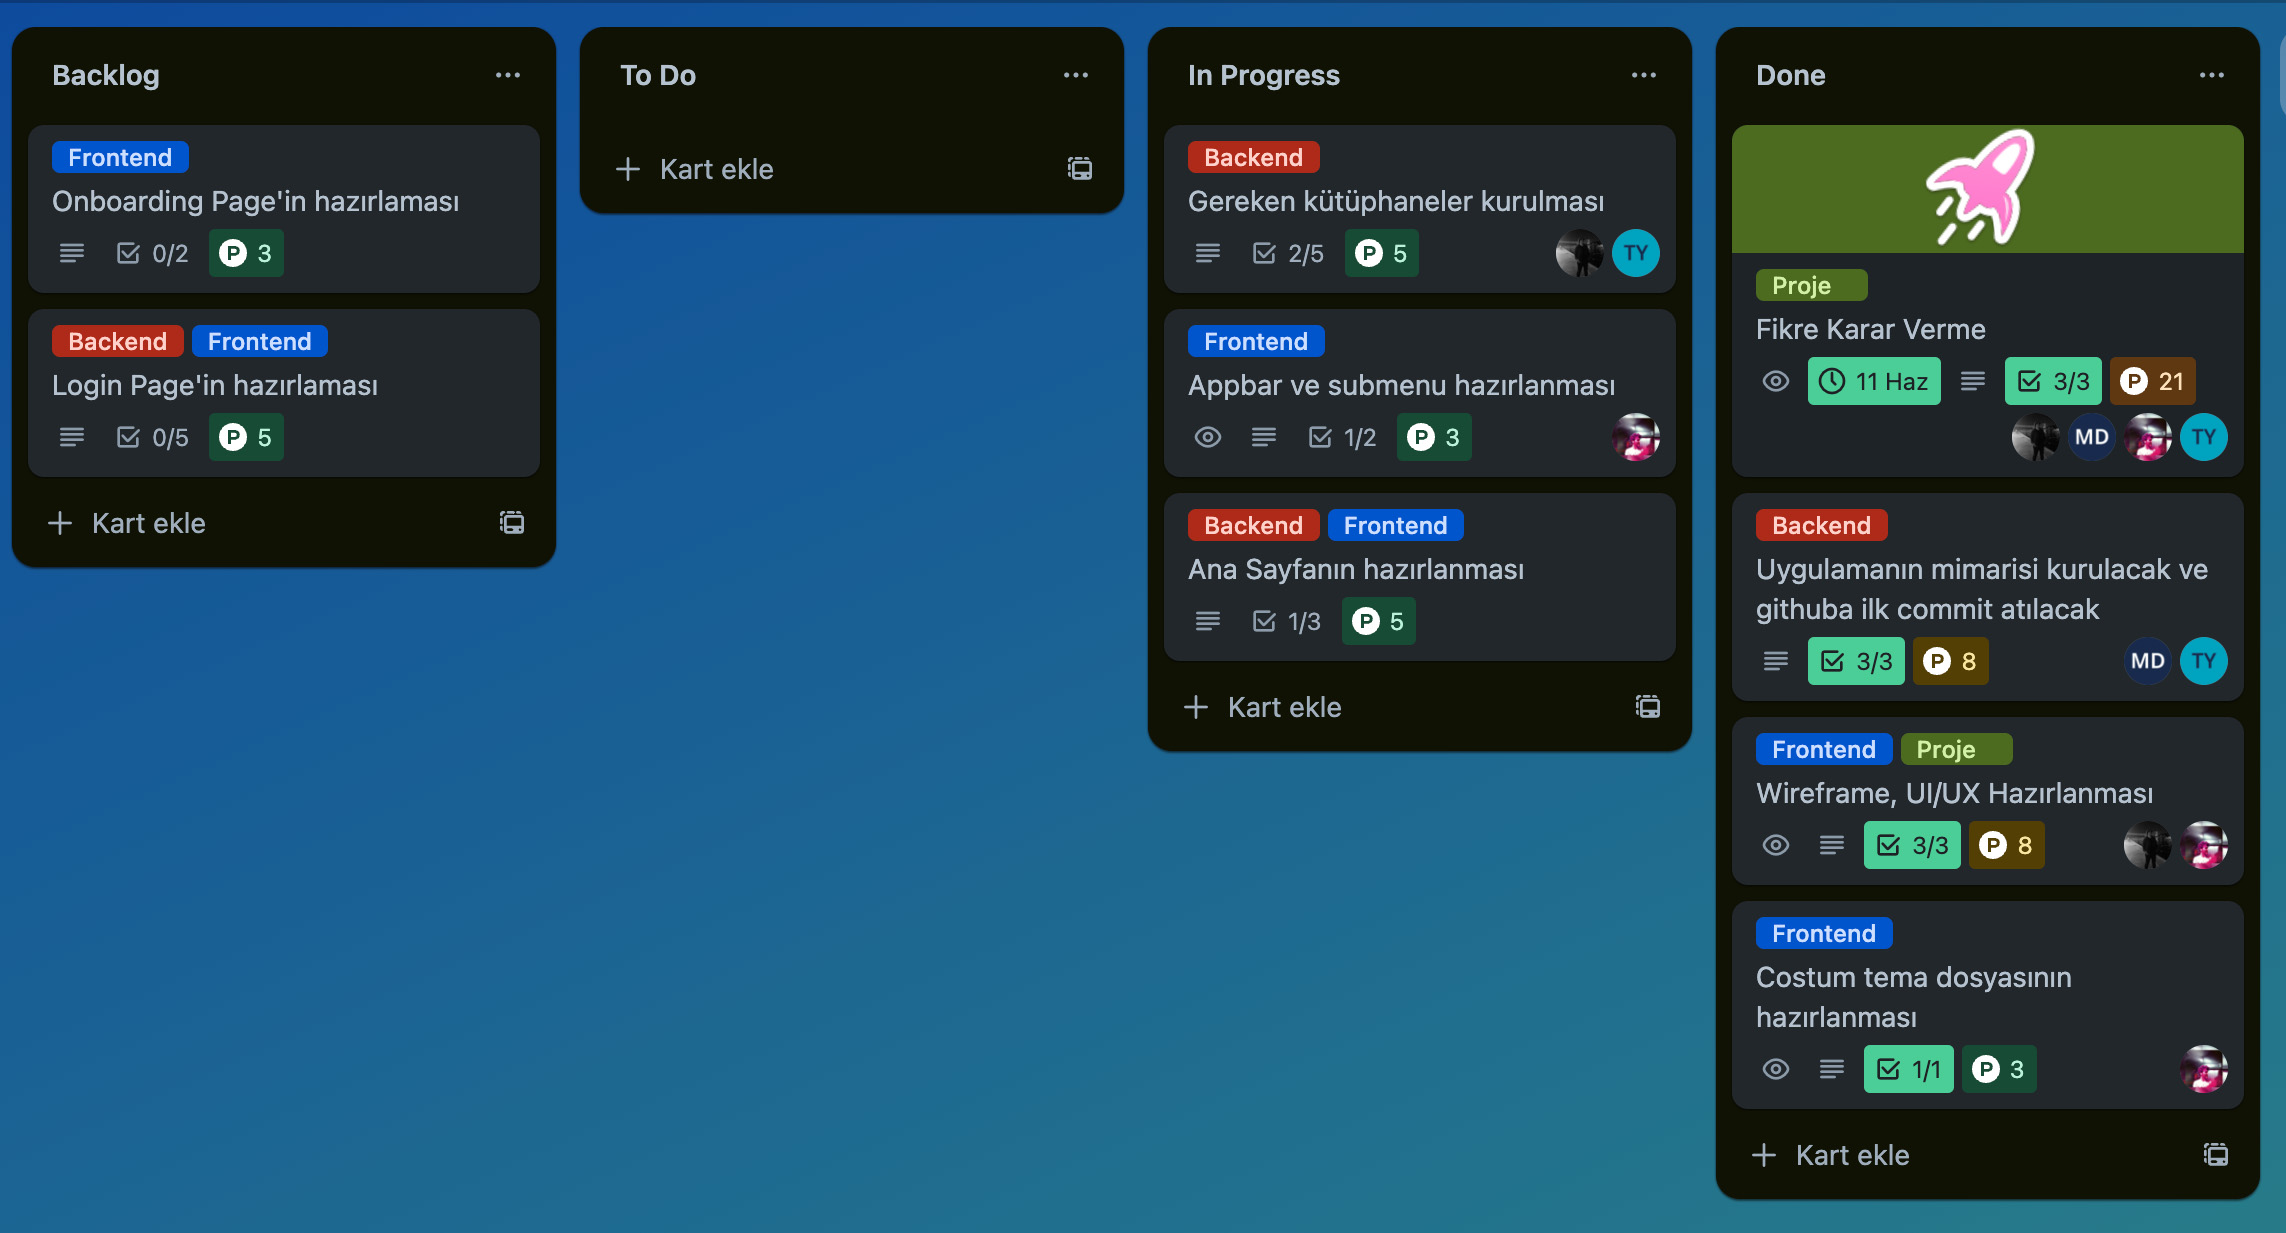 Backlog
Frontend
Onboarding Page'in hazırlaması
0/2 P 3
Backend Frontend
Login Page'in hazırlaması
0/5 P 5
Kart ekle
To Do
Kart ekle
In Progress
Backend
Gereken kütüphaneler kurulması
2/5 P 5 TY
Frontend
Appbar ve submenu hazırlanması
1/2 P 3
Backend Frontend
Ana Sayfanın hazırlanması
1/3 P 5
Kart ekle
Done
Proje
Fikre Karar Verme
11 Haz 3/3 P 21
MD TY
Backend
Uygulamanın mimarisi kurulacak ve
githuba ilk commit atılacak
3/3 P 8 MD TY
Frontend Proje
Wireframe, UI/UX Hazırlanması
3/3 P 8
Frontend
Costum tema dosyasının
hazırlanması
1/1 P 3
Kart ekle